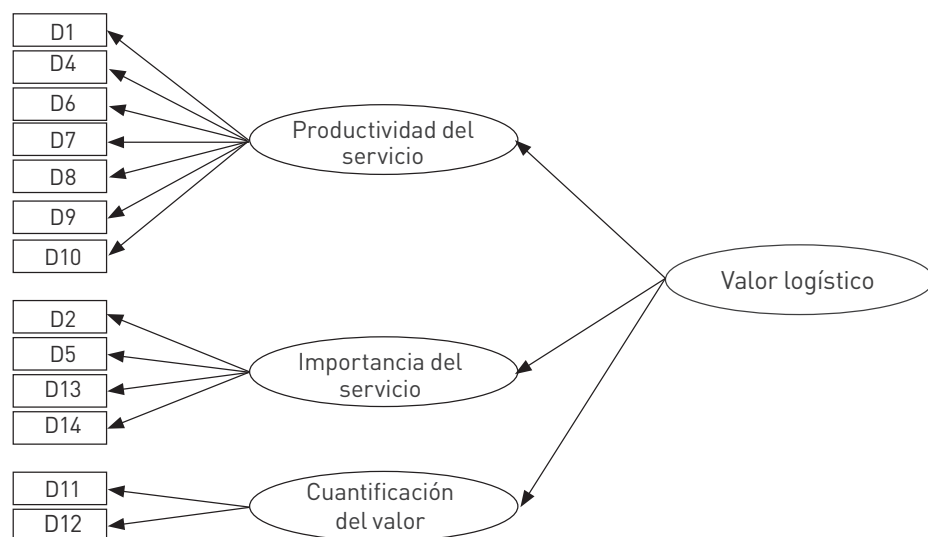 D1
D4
D6
D7
D8
D9
D10
Productividad del
servicio
Valor logístico
D2
D5
D13
D14
Importancia del
servicio
D11
D12
Cuantificación
del valor